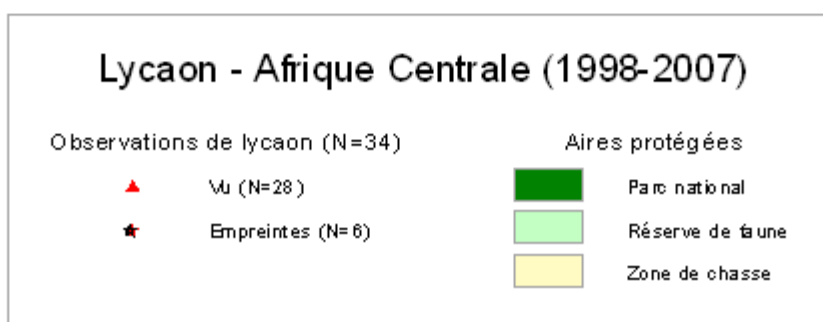 Lycaon - Afrique Centrale (1998-2007)
Observations de lycaon (N=34)
Vu (N=28)
Empreintes (N=6)
Aires protégées
Parc national
Réserve de faune
Zone de chasse